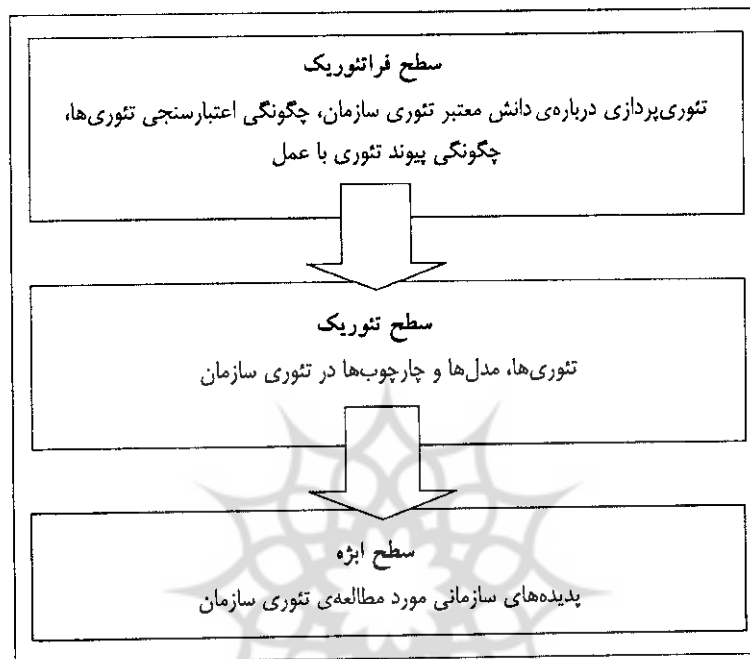 سطح فراتئوریک
تئوری‌پردازی درباره‌ی دانش معتبر تئوری سازمان، چگونگی اعتبارسنجی تئوری‌ها،
چگونگی پیوند تئوری با عمل
سطح تئوریک
تئوری‌ها، مدل‌ها و چارچوب‌ها در تئوری سازمان
سطح ابژه
پدیده‌های سازمانی مورد مطالعه‌ی تئوری سازمان